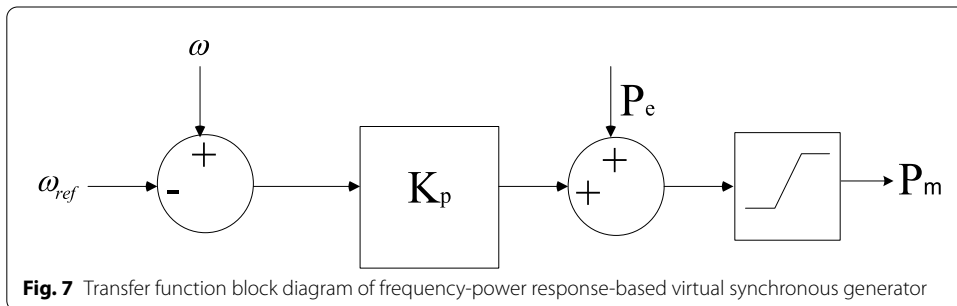 ω
P_e
+
+
ω_ref
-
K_p
+
P_m
Fig. 7 Transfer function block diagram of frequency-power response-based virtual synchronous generator